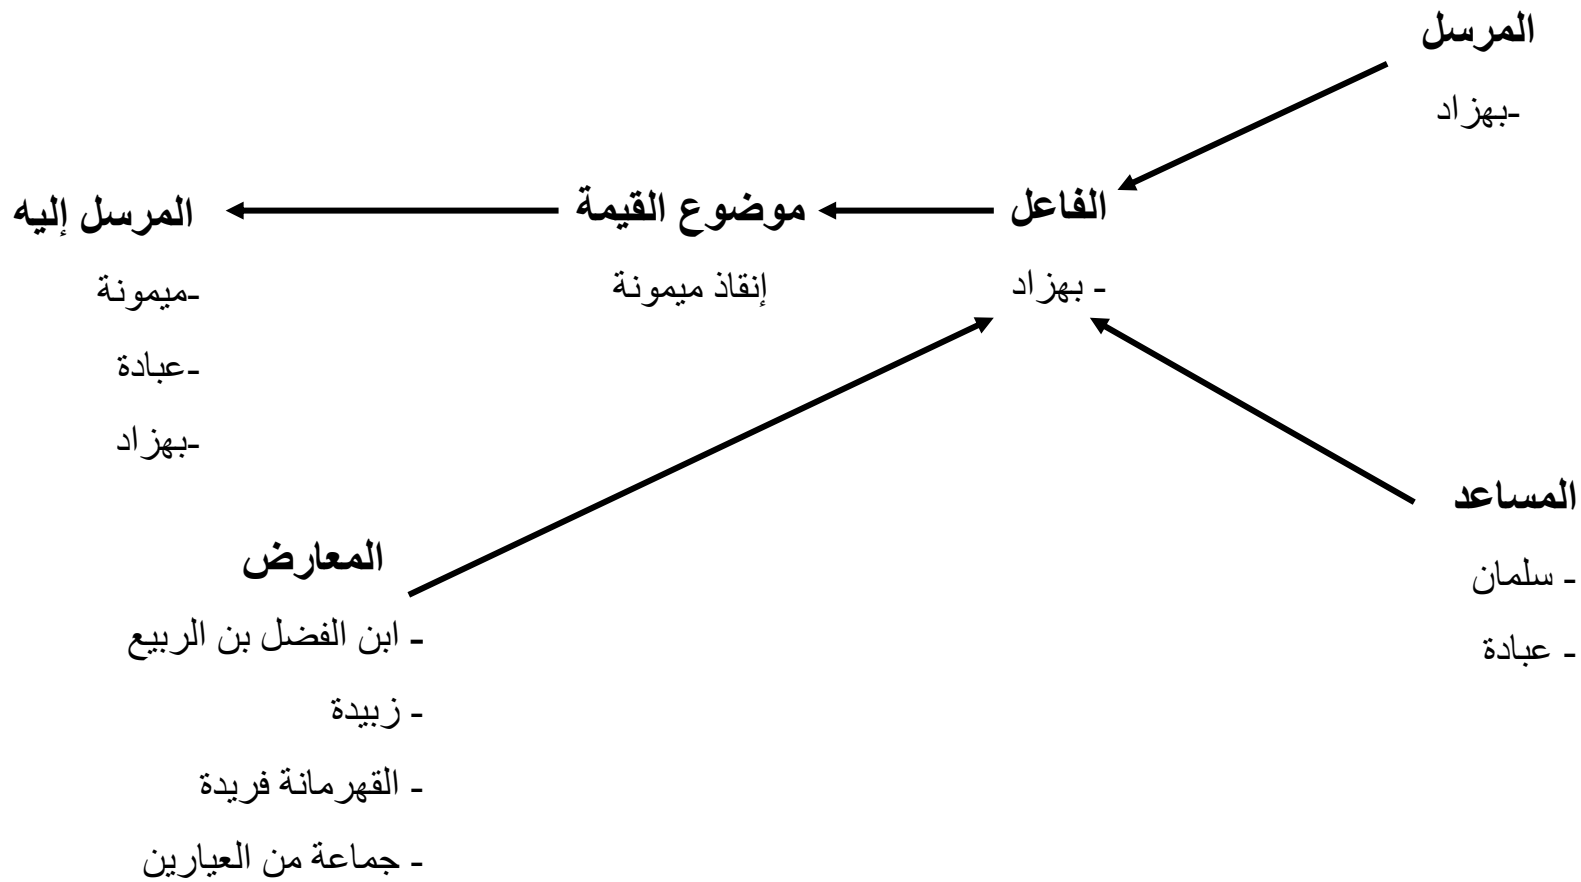 المرسل
-بهزاد
الفاعل
- بهزاد
موضوع القيمة
إنقاذ ميمونة
المرسل إليه
-ميمونة
-عبادة
-بهزاد
المساعد
- سلمان
- عبادة
المعارض
- ابن الفضل بن الربيع
- زبيدة
- القهرمانة فريدة
- جماعة من العيارين